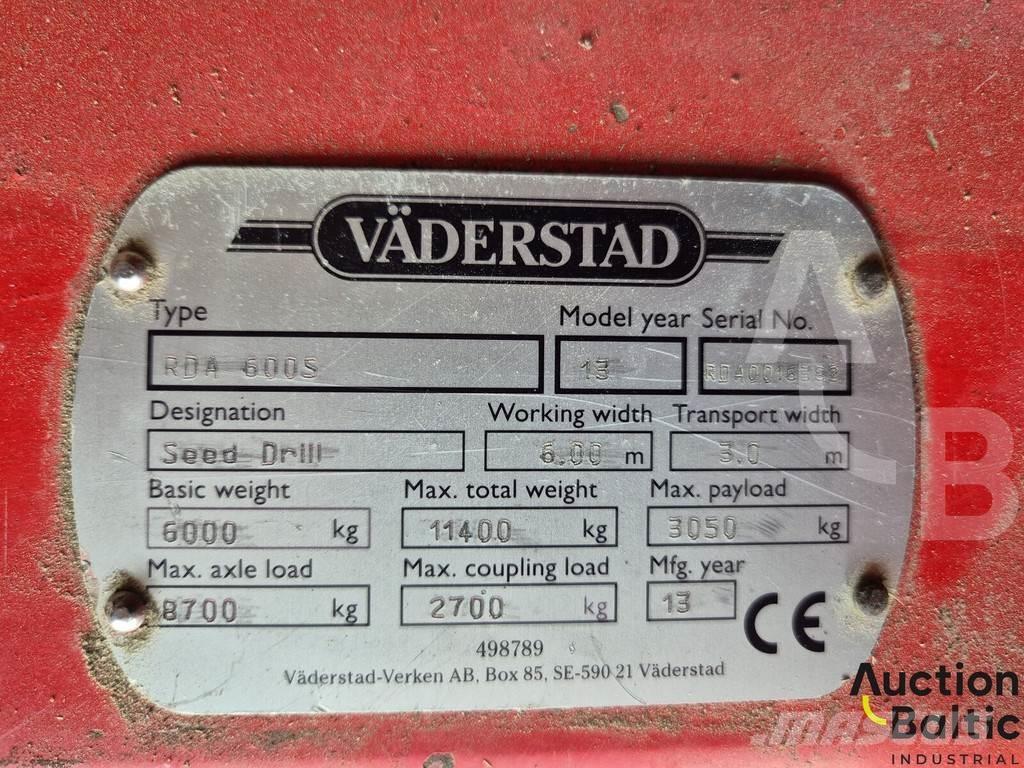 VÄDERSTAD
Type Model year Serial No.
RDA 600S 13
Designation Working width Transport width
Seed Drill 6.00 m 3.0 m
Basic weight Max. total weight Max. payload
6000 kg 11400 kg 3050 kg
Max. axle load Max. coupling load Mfg. year
8700 kg 2700 kg 13
CE
498789
Väderstad-Verken AB, Box 85, SE-590 21 Väderstad
AB
Auction
Baltic
INDUSTRIAL